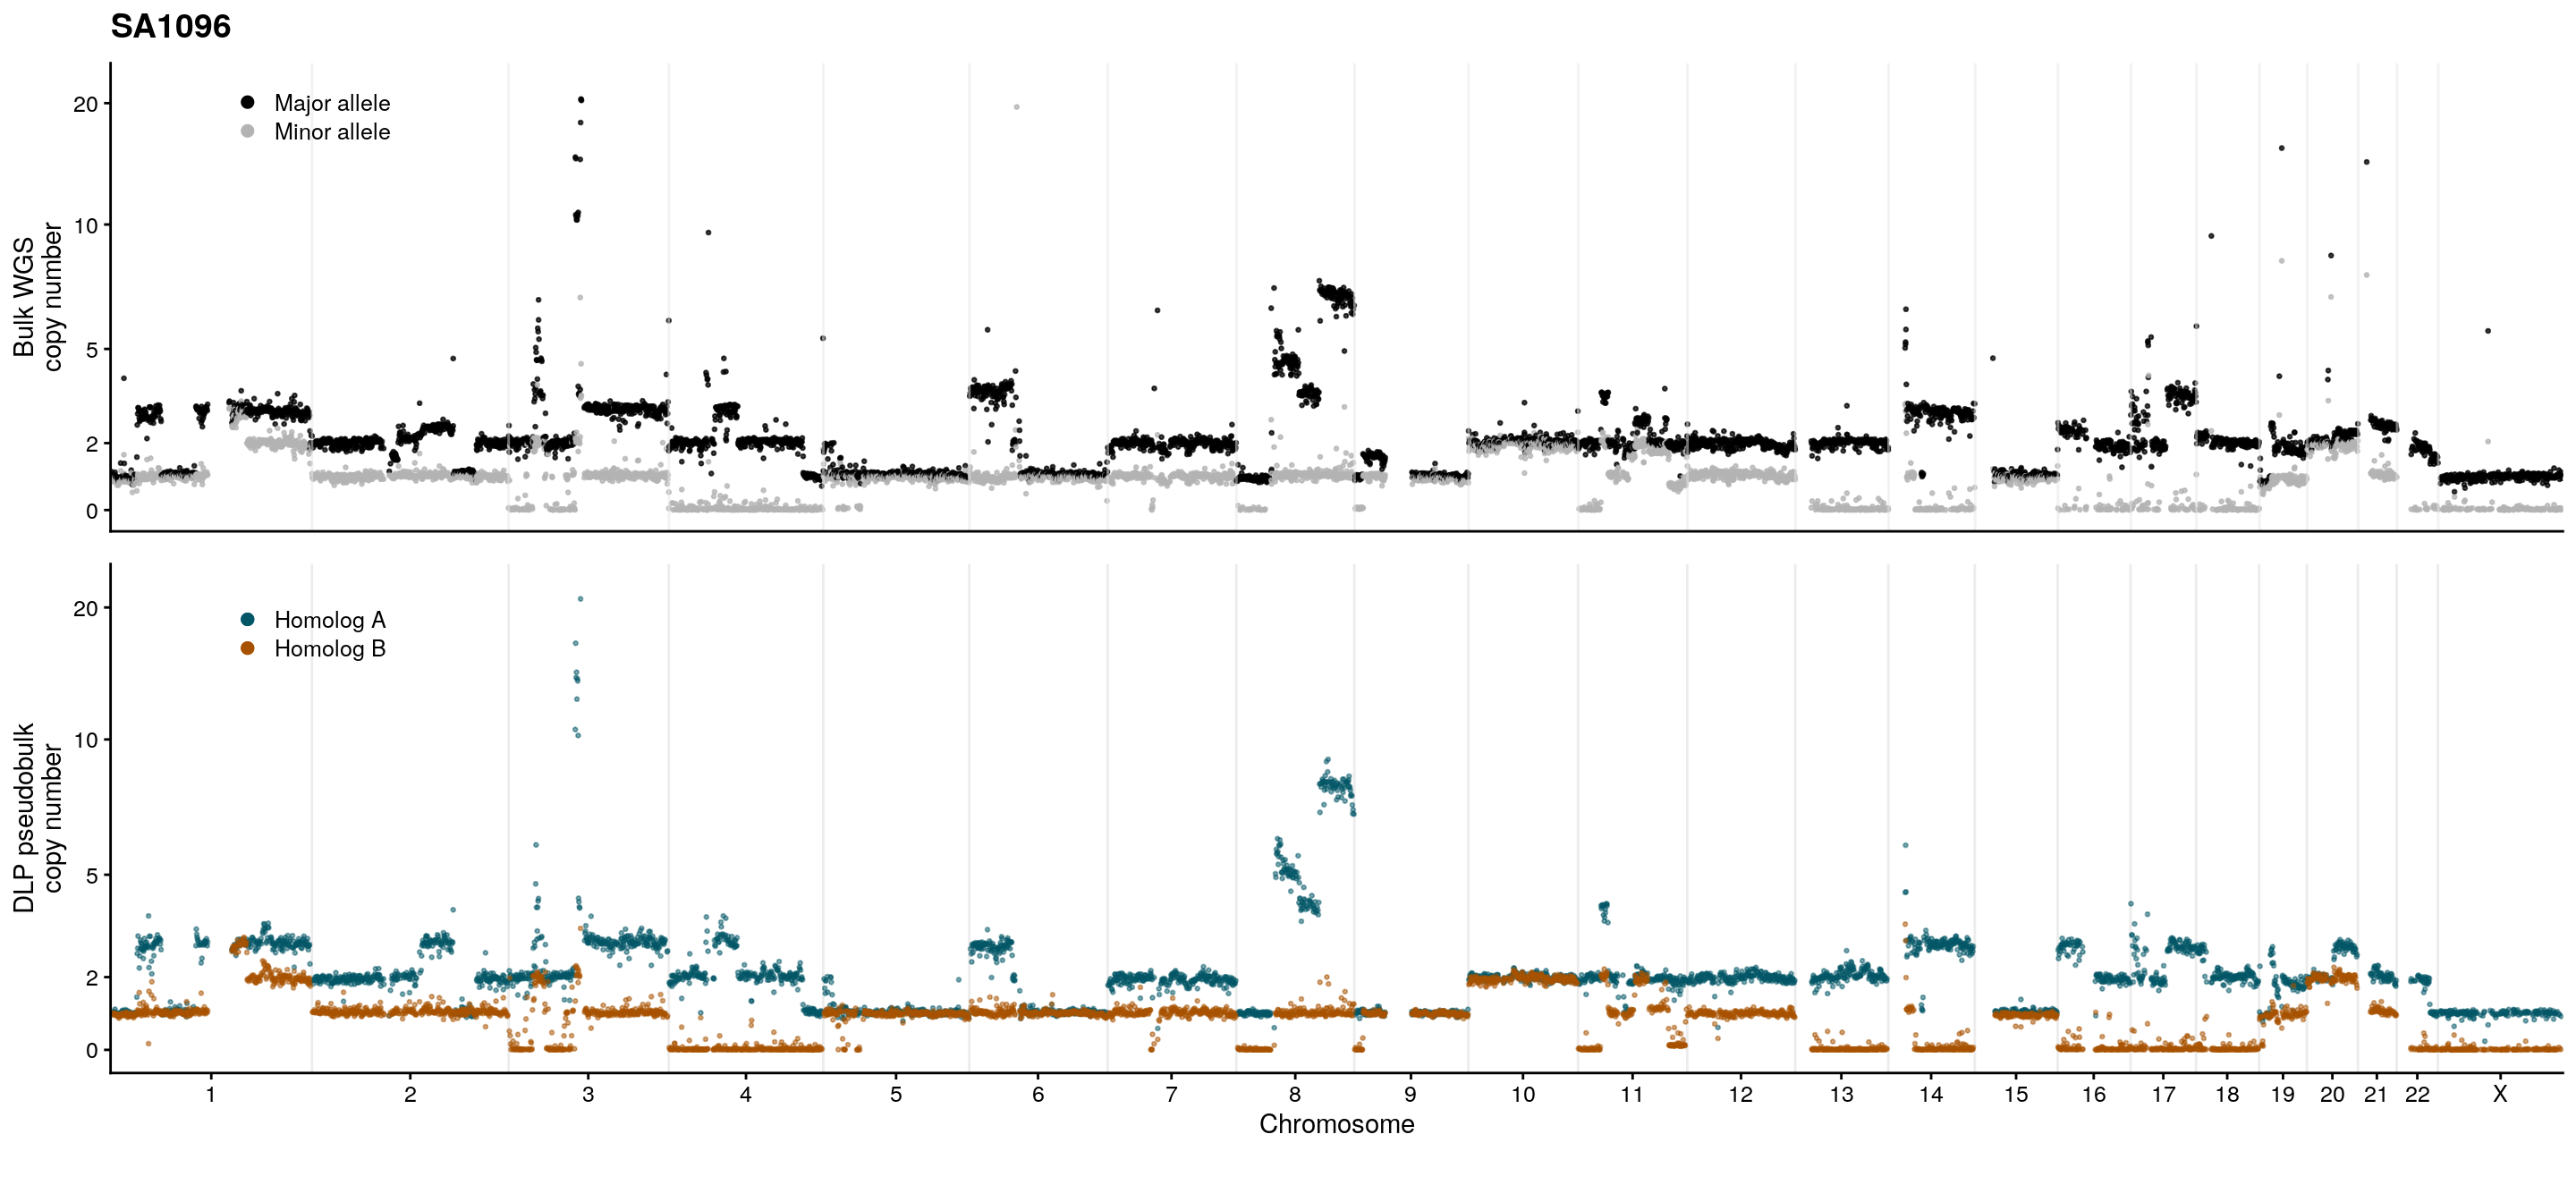 SA1096
Bulk WGS
copy number
20
10
5
2
0
Major allele
Minor allele
DLP pseudobulk
copy number
20
10
5
2
0
Homolog A
Homolog B
1 2 3 4 5 6 7 8 9 10 11 12 13 14 15 16 17 18 19 20 21 22 X
Chromosome